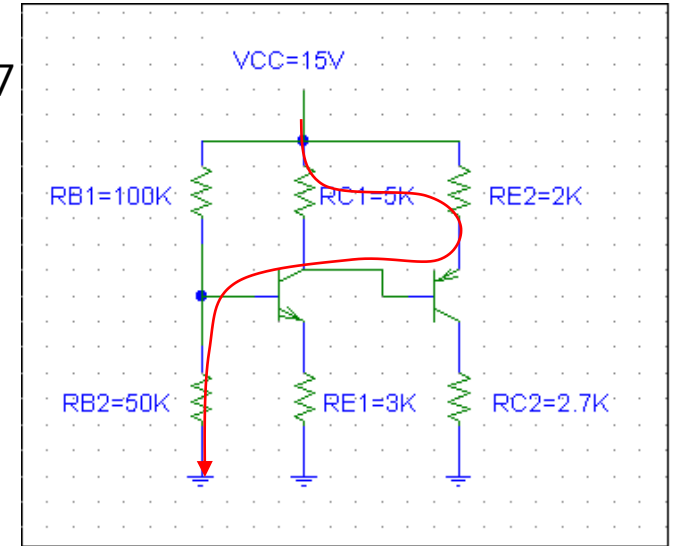 7
VCC=15V
RB1=100K
RC1=5K
RE2=2K
RB2=50K
RE1=3K
RC2=2.7K